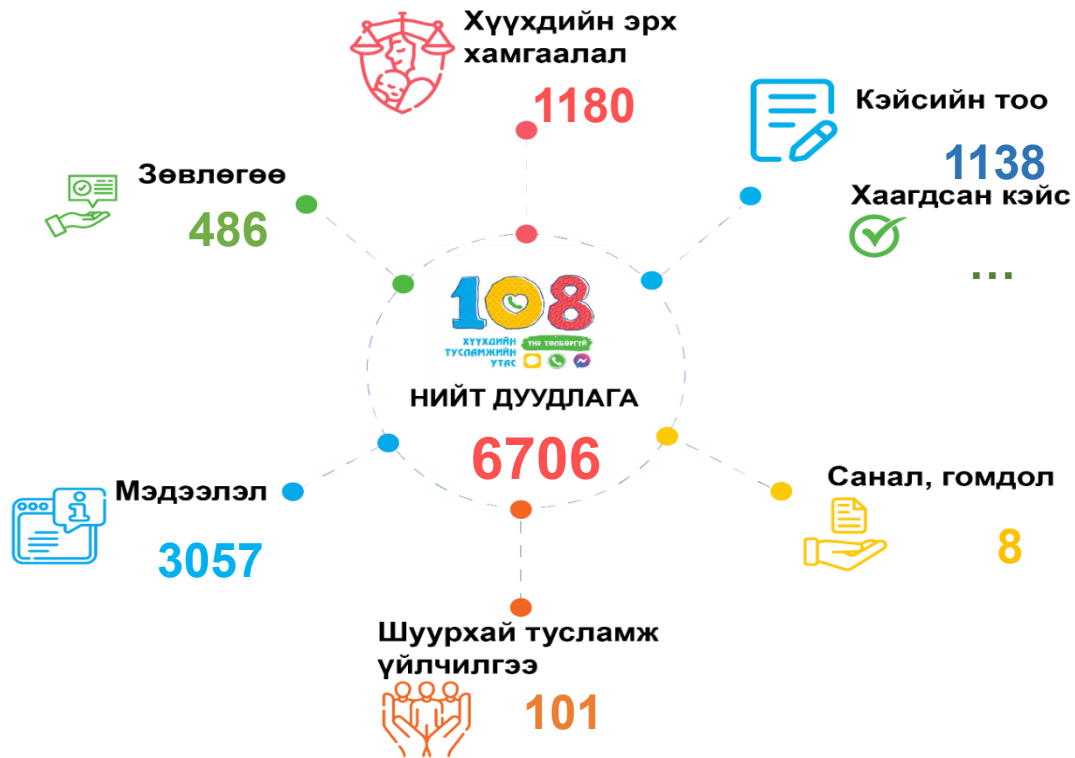 Хүүхдийн эрх
хамгаалал
1180
Кэйсийн тоо
1138
Хаагдсан кэйс
...
Зөвлөгөө
486
108
ХҮҮХДИЙН
ТУСЛАМЖИЙН
УТАС
ҮНЭ ТӨЛБӨРГҮЙ
НИЙТ ДУУДЛАГА
6706
Мэдээлэл
3057
Санал, гомдол
8
Шуурхай тусламж
үйлчилгээ
101